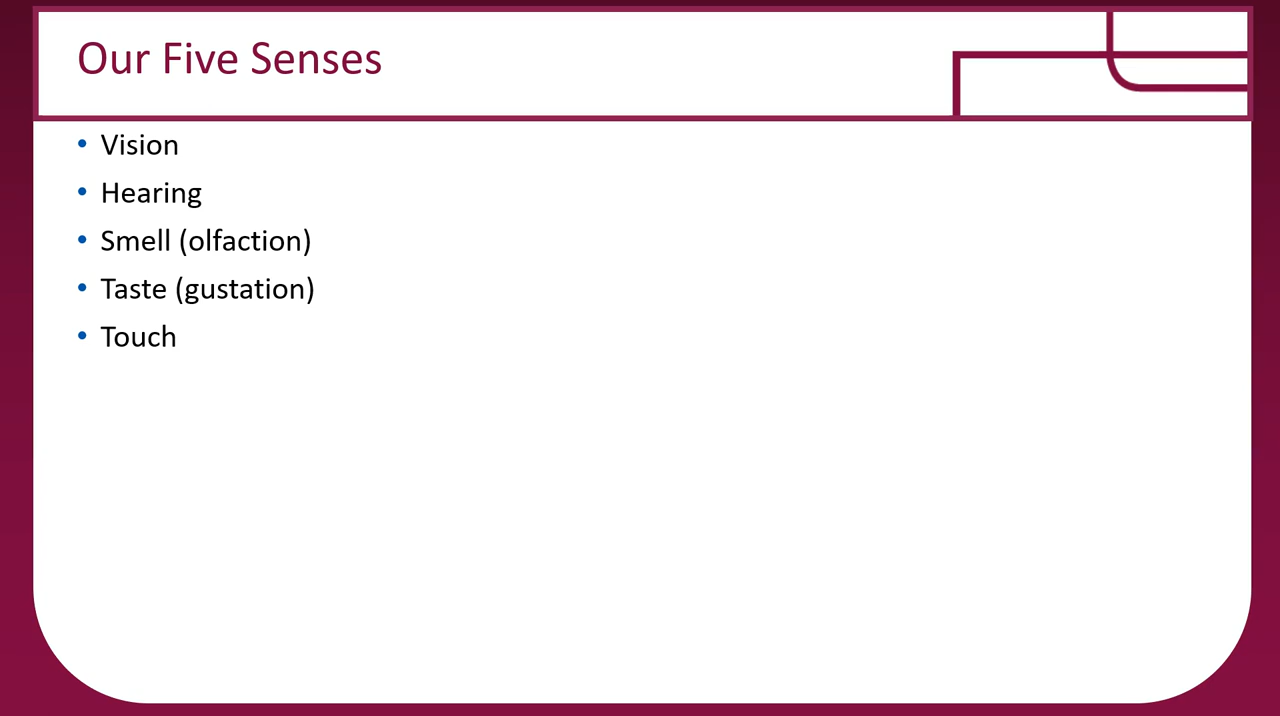 Our Five Senses
• Vision
• Hearing
• Smell (olfaction)
• Taste (gustation)
• Touch